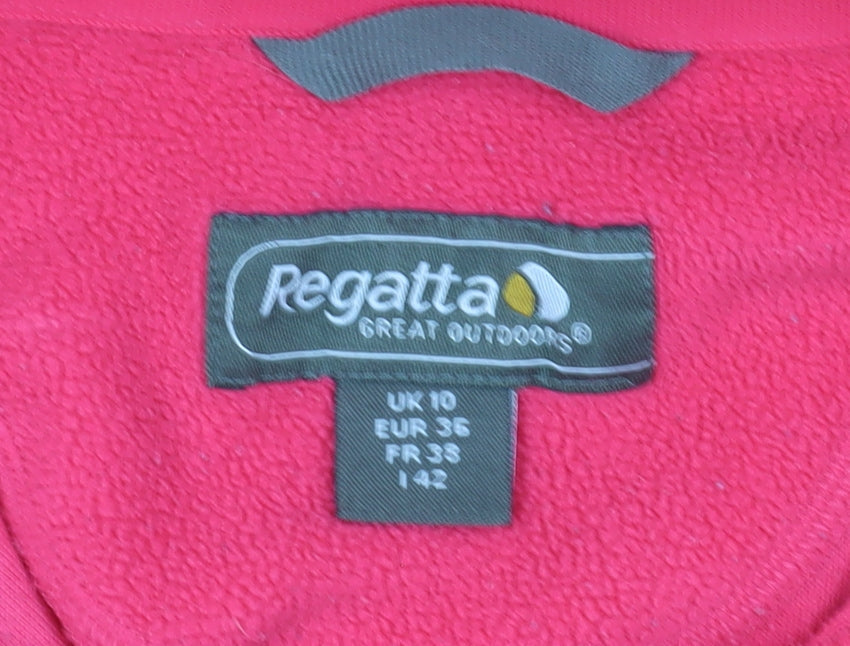 Regatta
GREAT OUTDOORS®
UK 10
EUR 36
FR 38
I 42